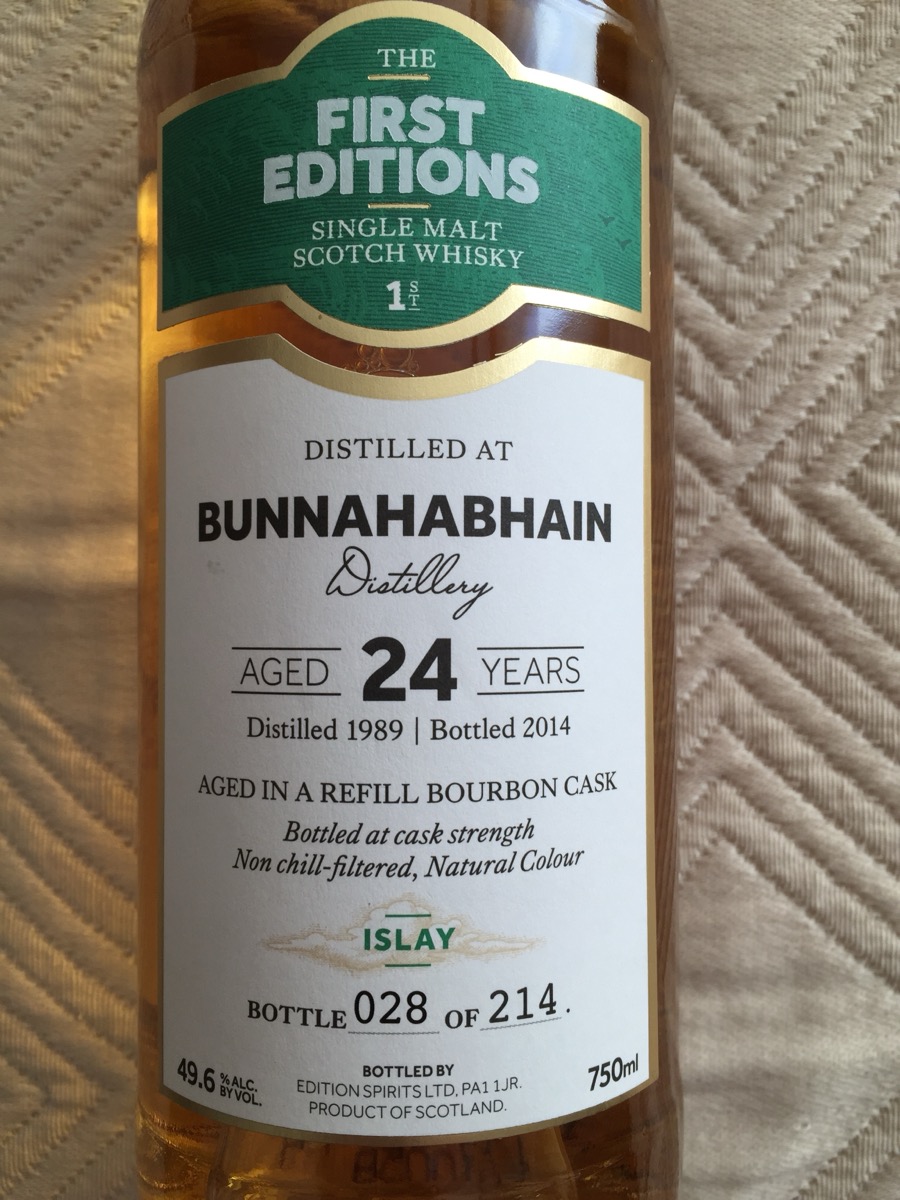 THE
FIRST
EDITIONS
SINGLE MALT
SCOTCH WHISKY
1ST
DISTILLED AT
BUNNAHABHAIN
Distillery
AGED 24 YEARS
Distilled 1989 | Bottled 2014
AGED IN A REFILL BOURBON CASK
Bottled at cask strength
Non chill-filtered, Natural Colour
ISLAY
BOTTLE 028 OF 214.
49.6 % ALC. BY VOL.
BOTTLED BY
EDITION SPIRITS LTD, PA1 1JR.
PRODUCT OF SCOTLAND.
750ml